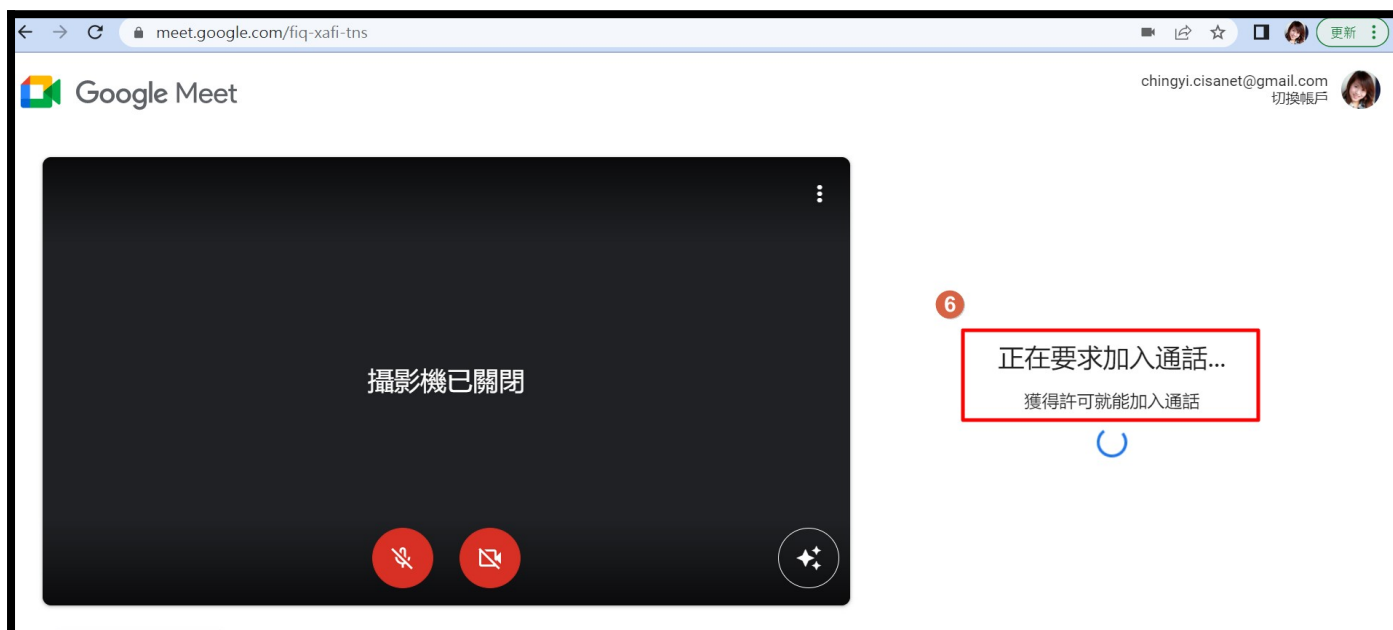 meet.google.com/fiq-xafi-tns
更新
Google Meet
chingyi.cisanet@gmail.com
切換帳戶
攝影機已關閉
6
正在要求加入通話...
獲得許可就能加入通話